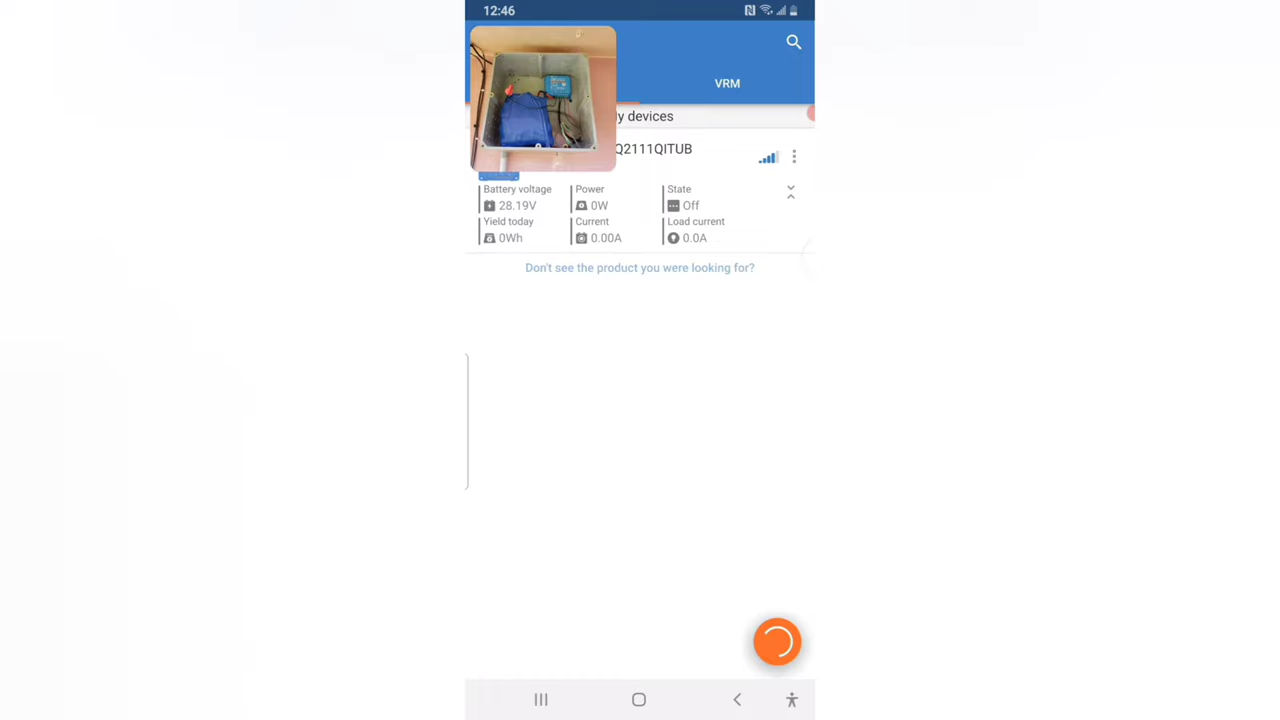 12:46
VRM
y devices
Q2111QITUB
Battery voltage Power State
28.19V 0W Off
Yield today Current Load current
0Wh 0.00A 0.0A
Don't see the product you were looking for?